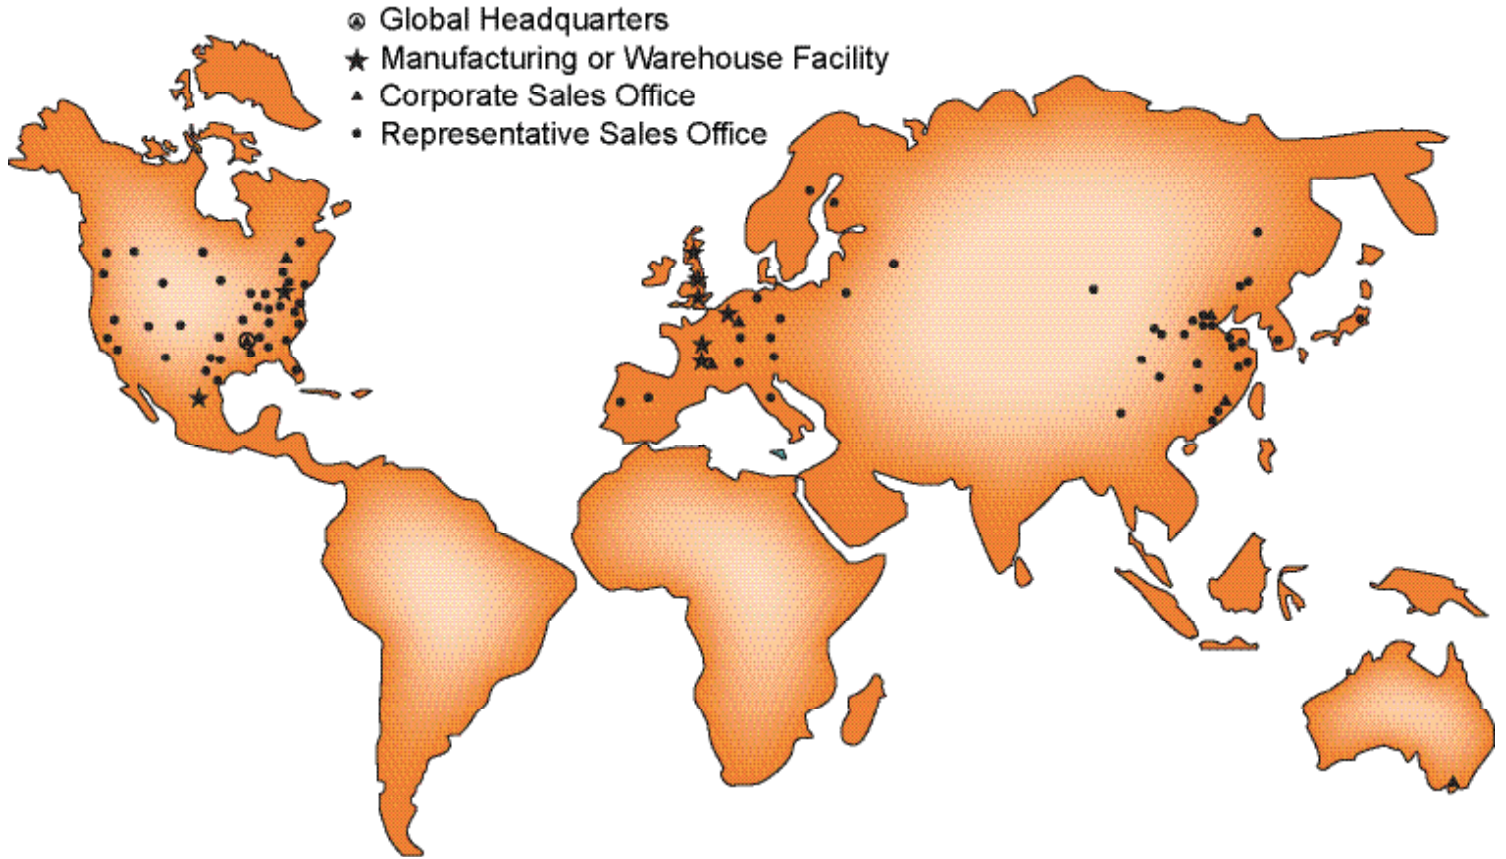 Global Headquarters
Manufacturing or Warehouse Facility
Corporate Sales Office
Representative Sales Office